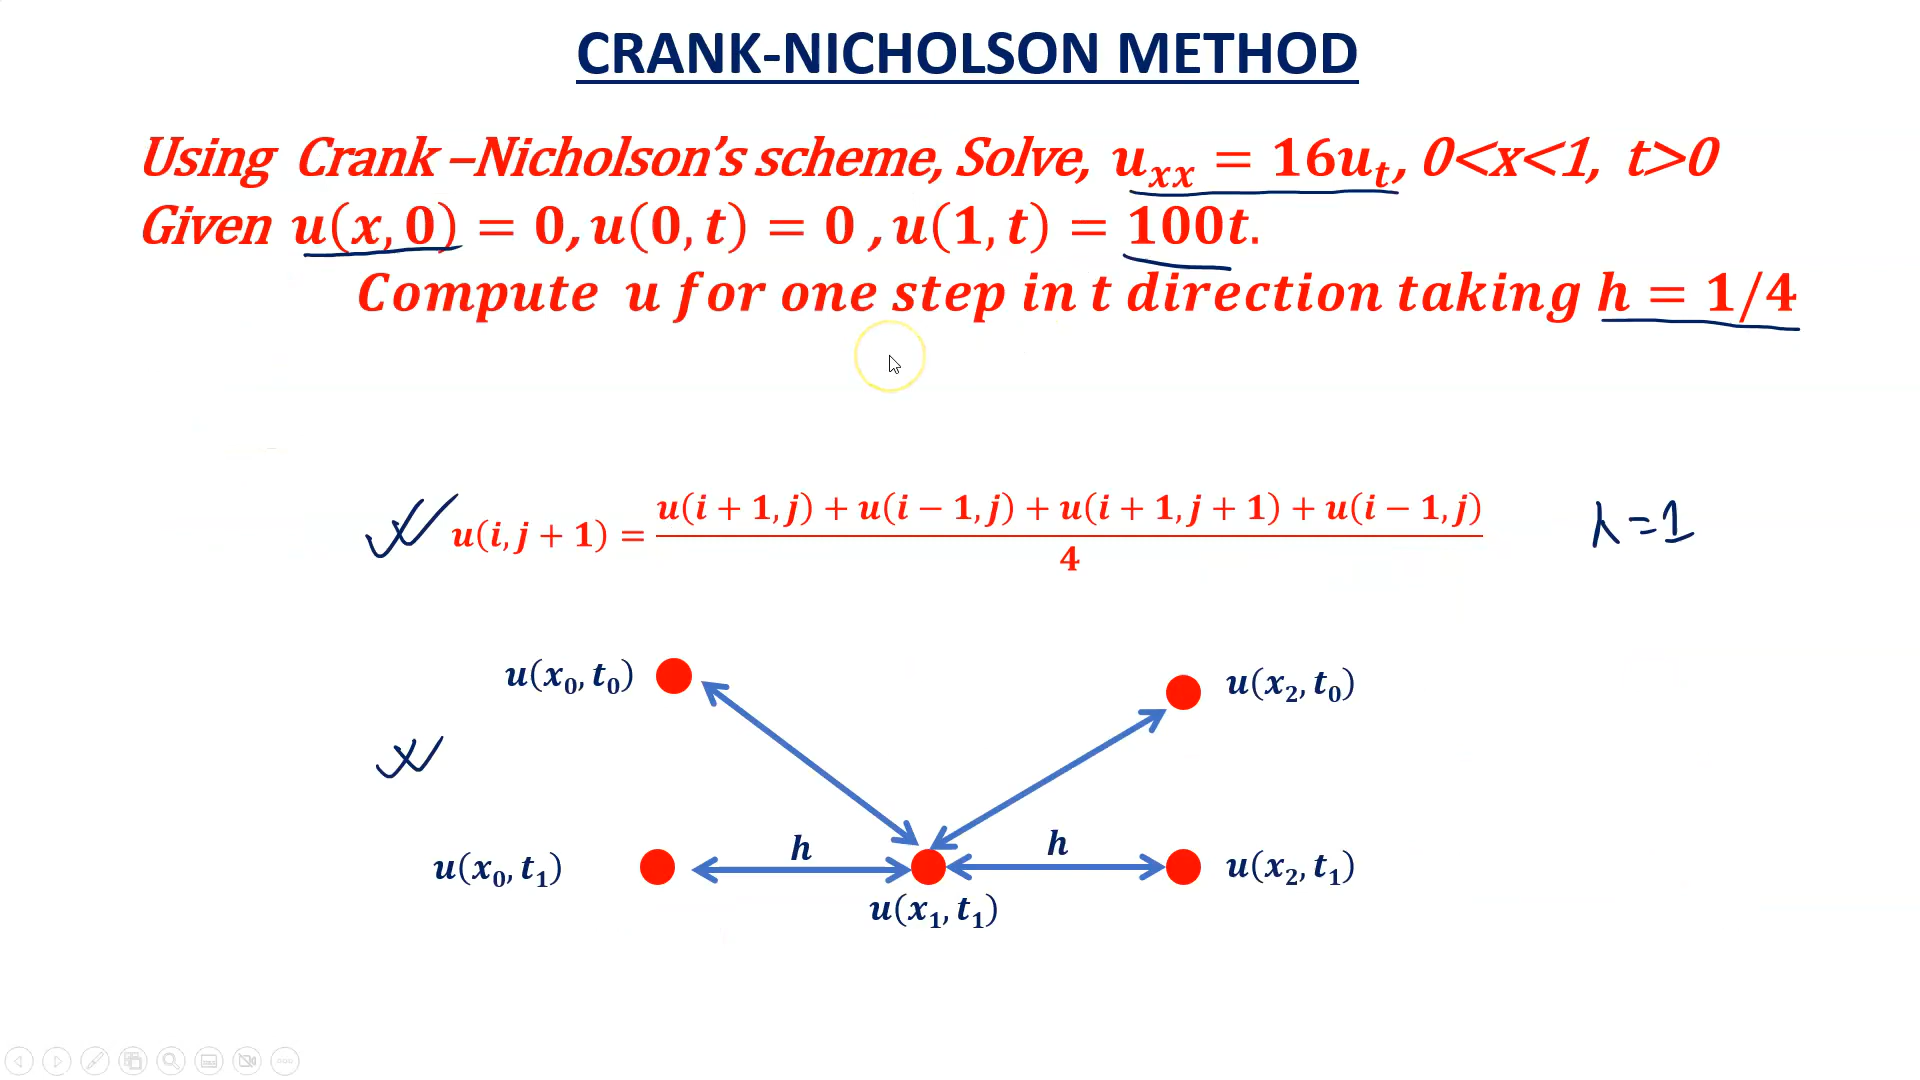 CRANK-NICHOLSON METHOD
Using Crank –Nicholson's scheme, Solve, u_xx = 16u_t, 0<x<1, t>0
Given u(x, 0) = 0, u(0, t) = 0 , u(1, t) = 100t.
Compute u for one step in t direction taking h = 1/4
u(i, j + 1) = \frac{u(i + 1, j) + u(i − 1, j) + u(i + 1, j + 1) + u(i − 1, j)}{4}
λ = 1
u(x_0, t_0)
u(x_2, t_0)
h
h
u(x_0, t_1)
u(x_2, t_1)
u(x_1, t_1)